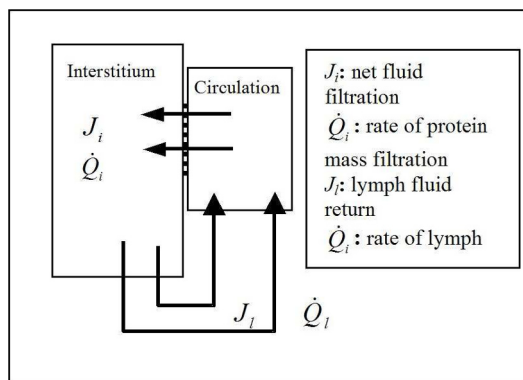 Interstitium
Circulation
J_i
Q̇_i
J_l
Q̇_l
J_i: net fluid
filtration
Q̇_i : rate of protein
mass filtration
J_l: lymph fluid
return
Q̇_i : rate of lymph